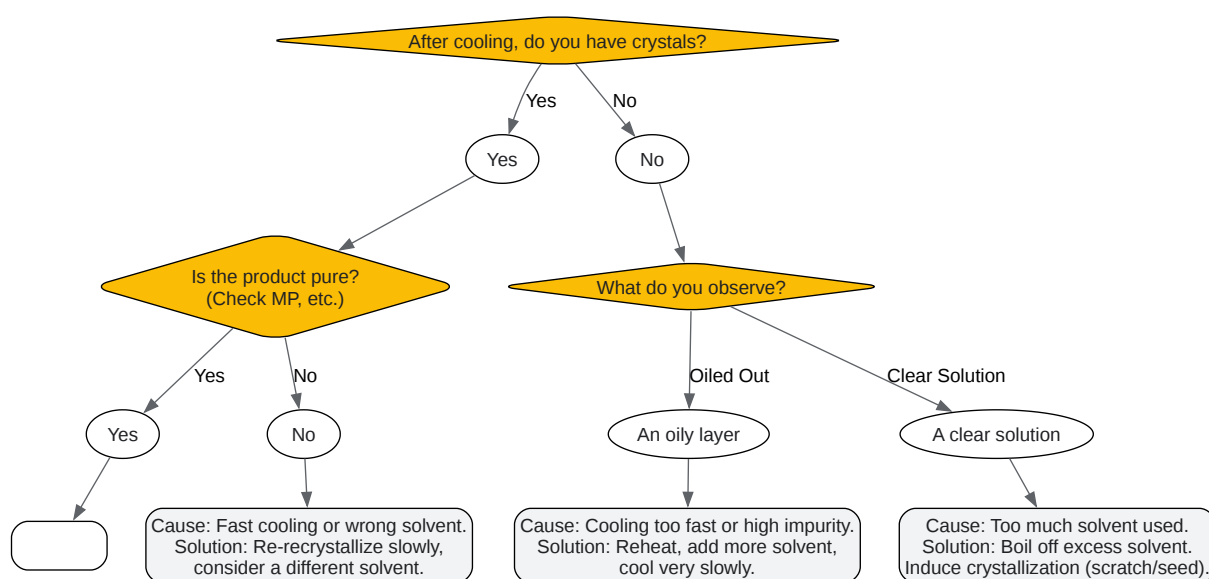 After cooling, do you have crystals?
Yes
No
Yes
No
Is the product pure?
(Check MP, etc.)
What do you observe?
Yes
No
Oiled Out
Clear Solution
Yes
No
An oily layer
A clear solution
Cause: Fast cooling or wrong solvent.
Solution: Re-recrystallize slowly,
consider a different solvent.
Cause: Cooling too fast or high impurity.
Solution: Reheat, add more solvent,
cool very slowly.
Cause: Too much solvent used.
Solution: Boil off excess solvent.
Induce crystallization (scratch/seed).